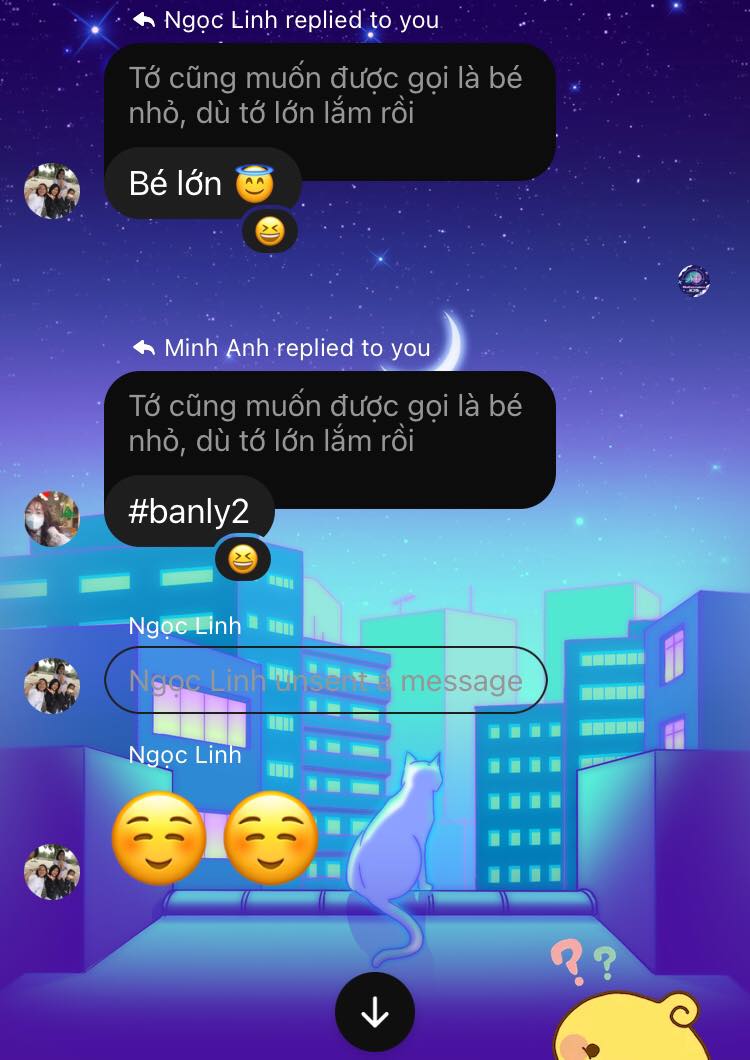 Ngọc Linh replied to you
Tớ cũng muốn được gọi là bé
nhỏ, dù tớ lớn lắm rồi
Bé lớn 😇
😆
Minh Anh replied to you
Tớ cũng muốn được gọi là bé
nhỏ, dù tớ lớn lắm rồi
#banly2
😆
Ngọc Linh
Ngọc Linh unsent a message
Ngọc Linh
☺️☺️
??